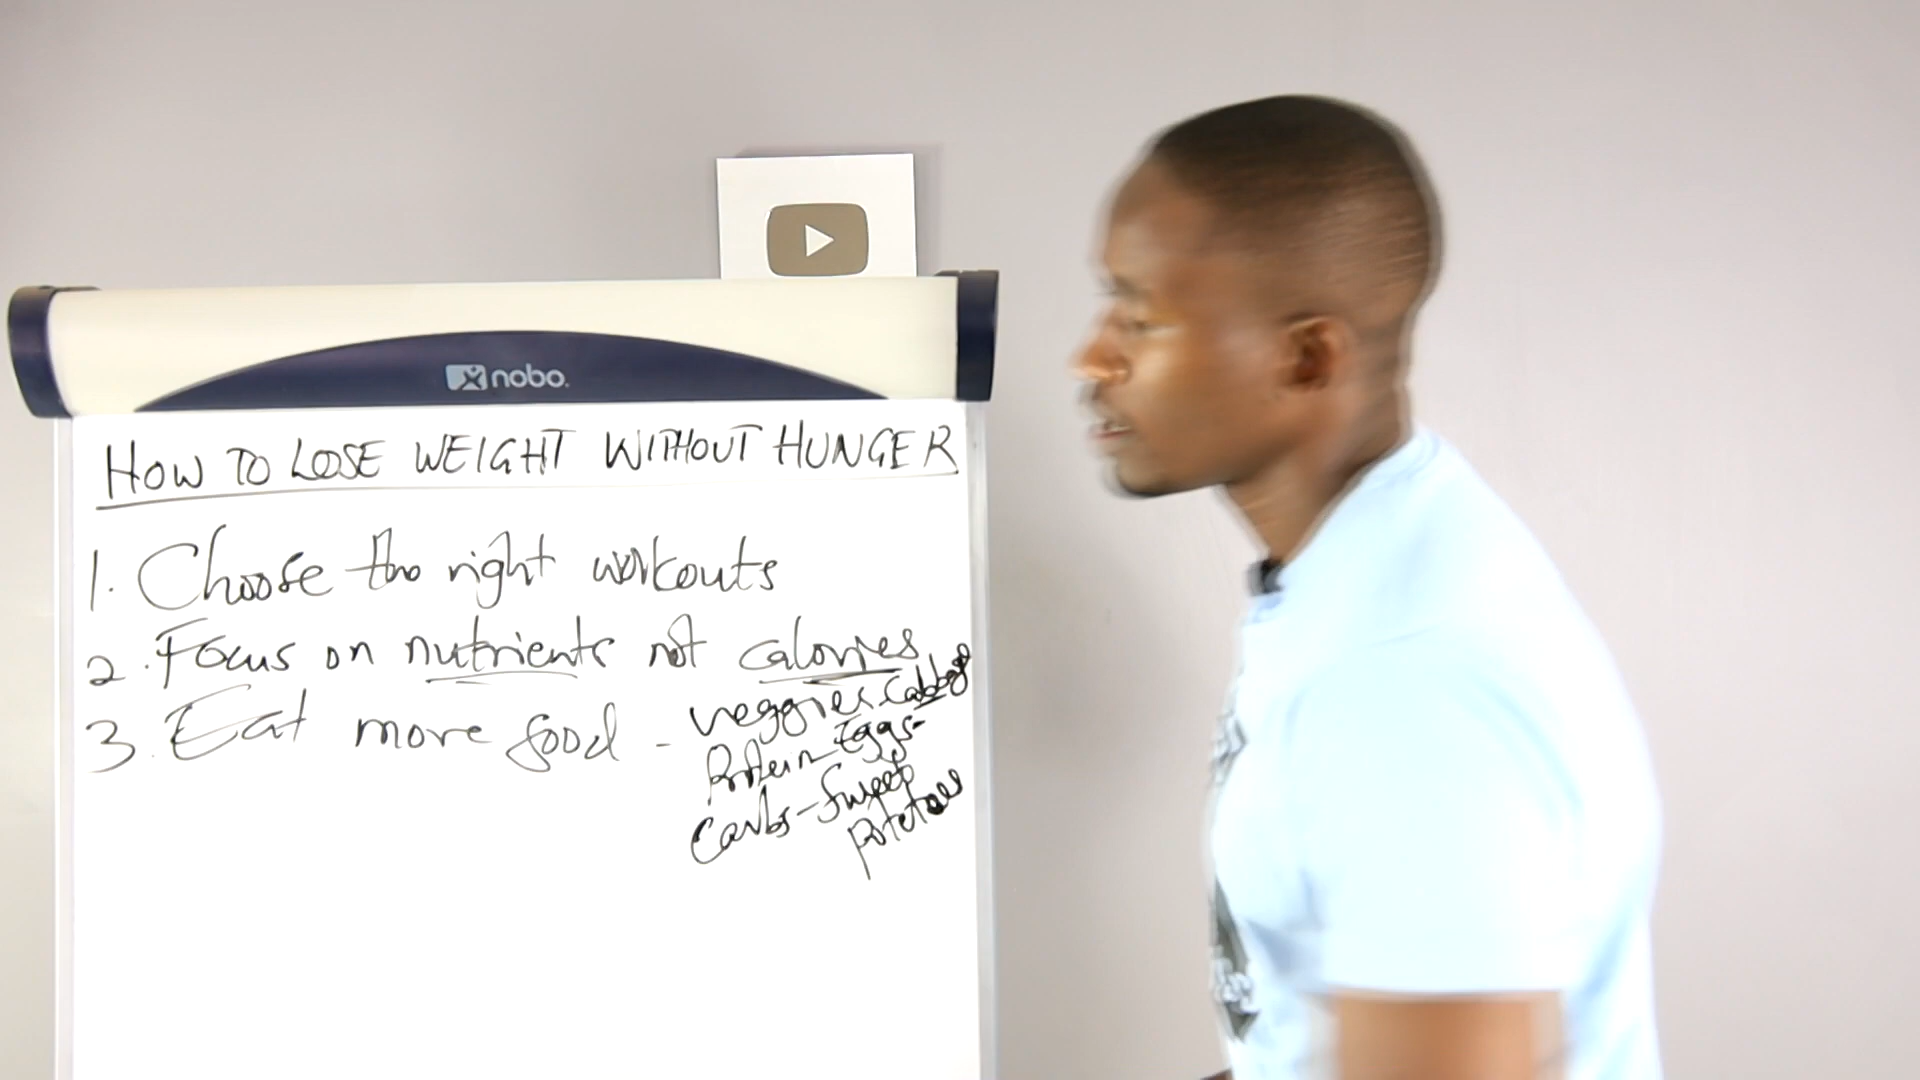 nobo
HOW TO LOSE WEIGHT WITHOUT HUNGER
1. Choose the right workouts
2. Focus on nutrients not calories
3. Eat more food - veggies - Cabbage
Protein - Eggs -
Carbs - Sweet
potatoes